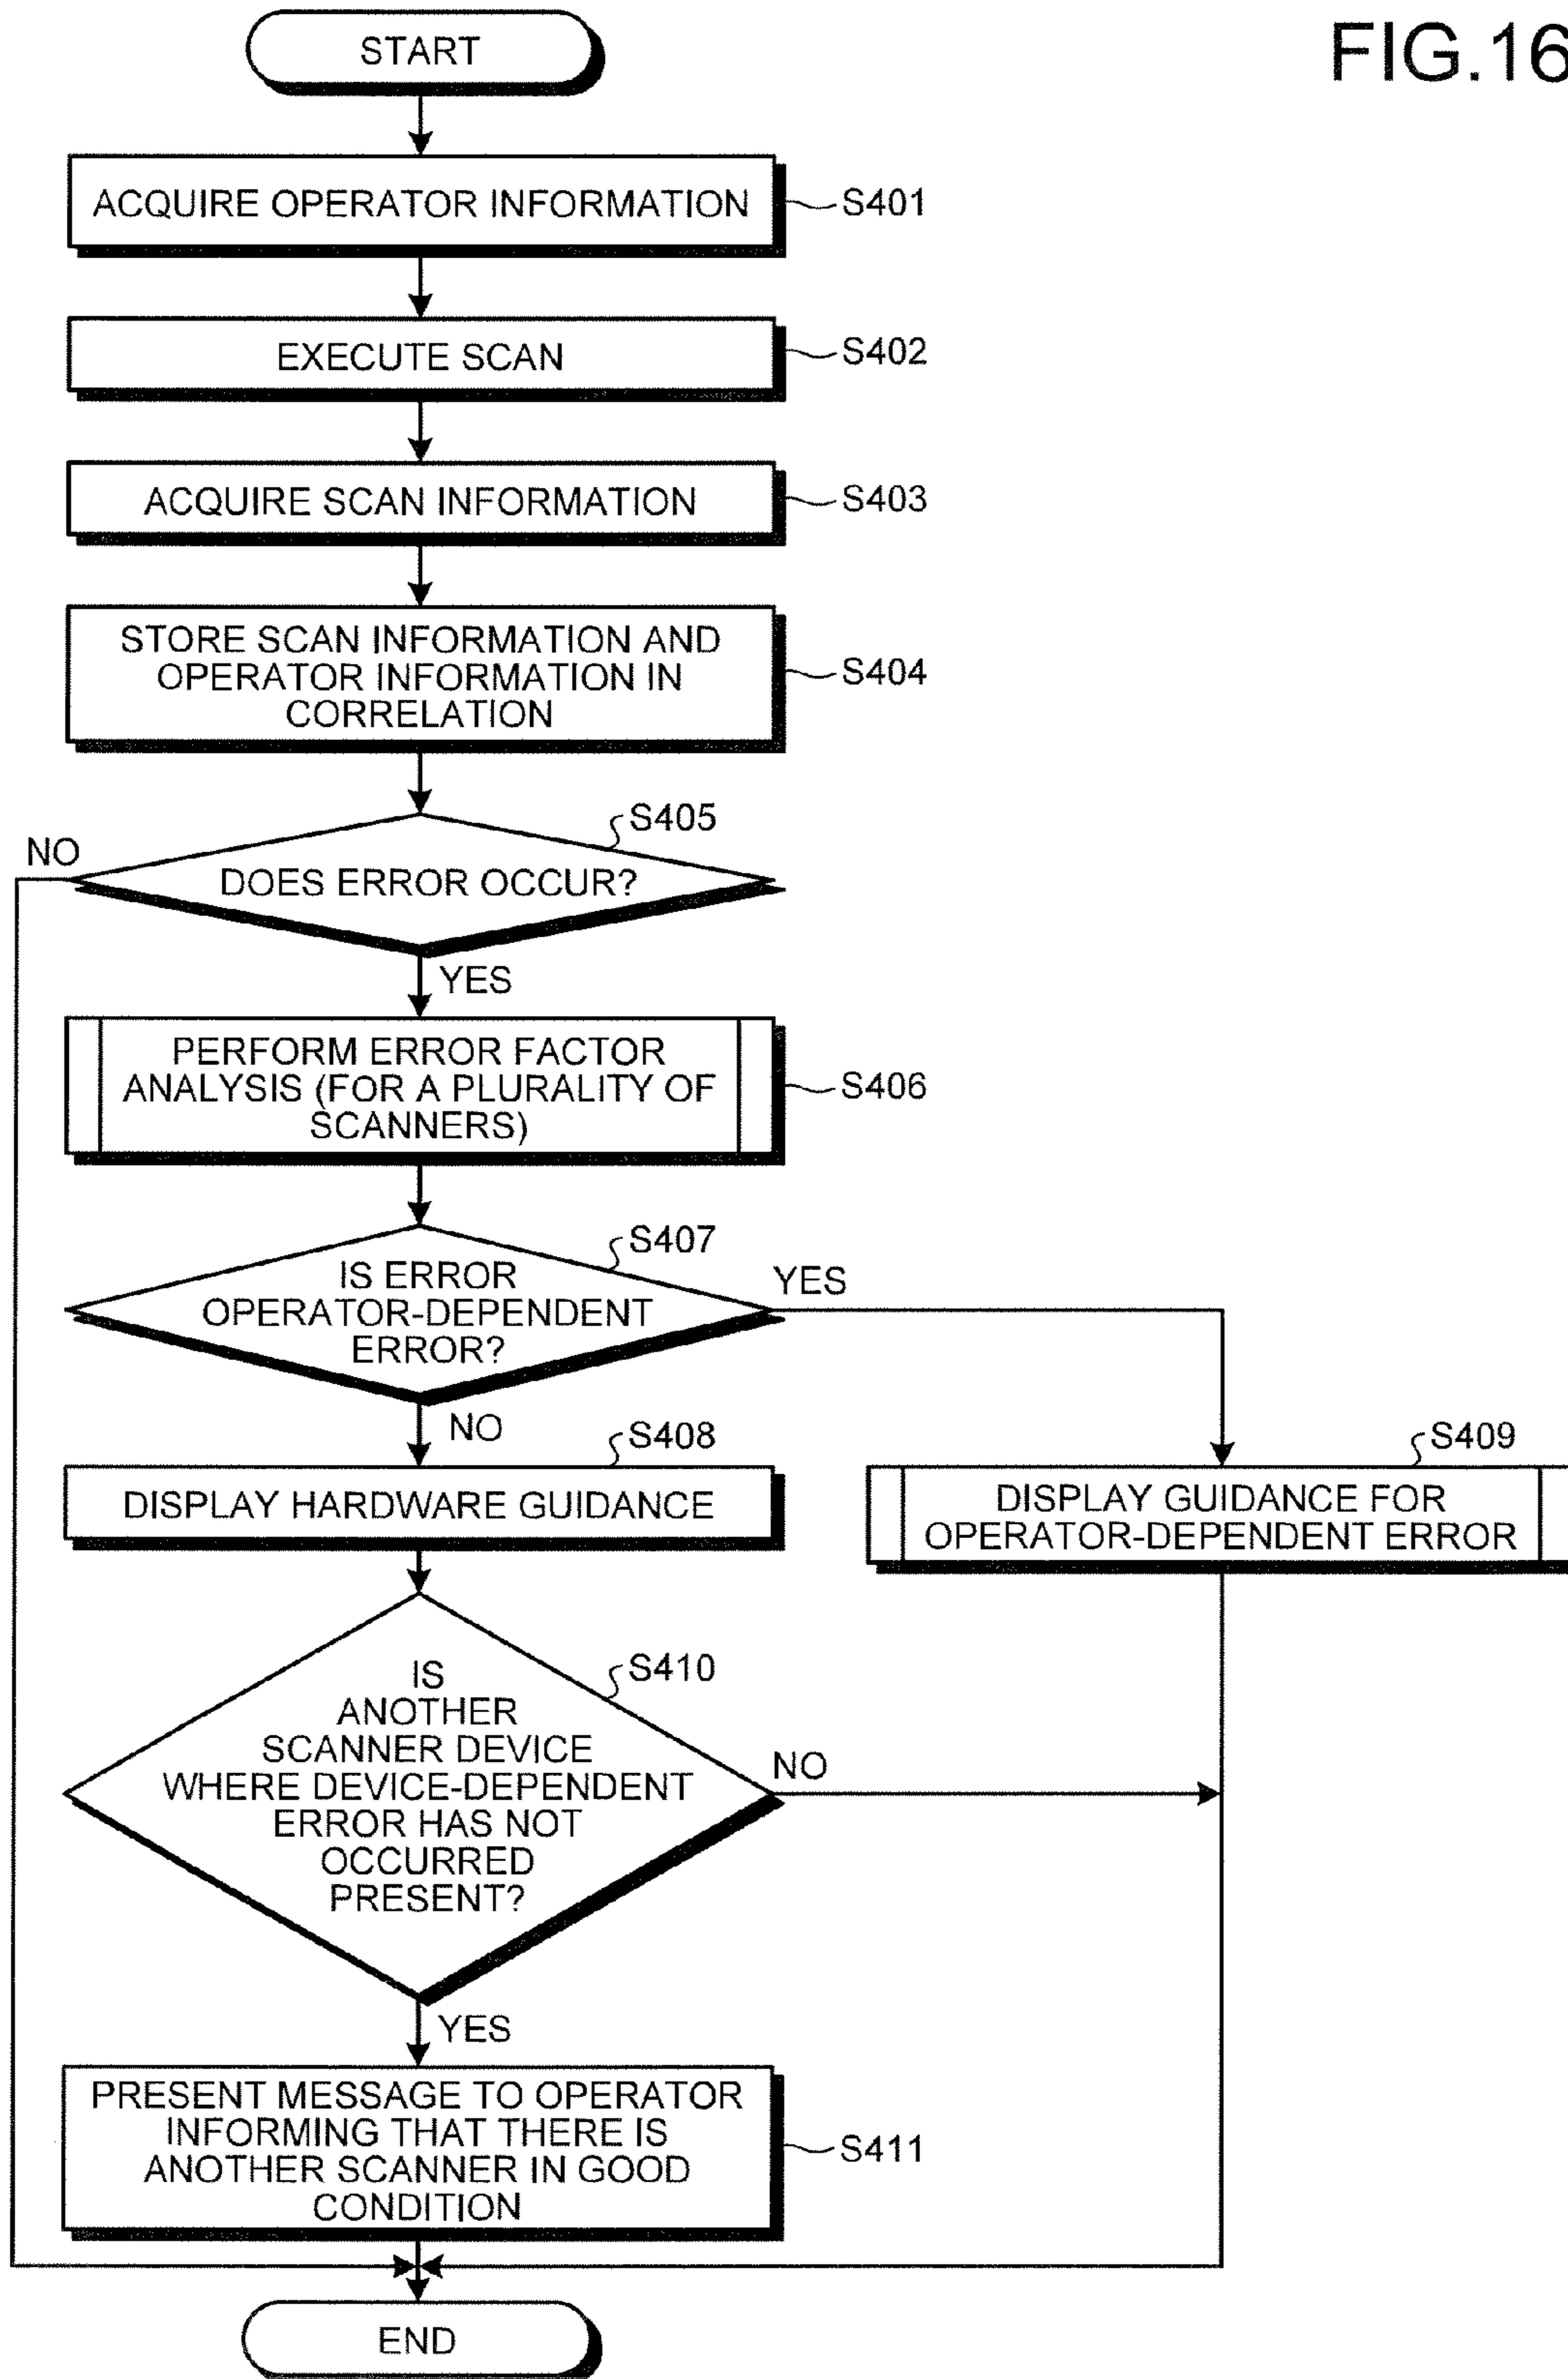 FIG.16
START
ACQUIRE OPERATOR INFORMATION
S401
EXECUTE SCAN
S402
ACQUIRE SCAN INFORMATION
S403
STORE SCAN INFORMATION AND
OPERATOR INFORMATION IN
CORRELATION
S404
S405
NO
DOES ERROR OCCUR?
YES
PERFORM ERROR FACTOR
ANALYSIS (FOR A PLURALITY OF
SCANNERS)
S406
S407
IS ERROR
OPERATOR-DEPENDENT
ERROR?
YES
NO
S408
DISPLAY HARDWARE GUIDANCE
S409
DISPLAY GUIDANCE FOR
OPERATOR-DEPENDENT ERROR
S410
IS
ANOTHER
SCANNER DEVICE
WHERE DEVICE-DEPENDENT
ERROR HAS NOT
OCCURRED
PRESENT?
NO
YES
PRESENT MESSAGE TO OPERATOR
INFORMING THAT THERE IS
ANOTHER SCANNER IN GOOD
CONDITION
S411
END